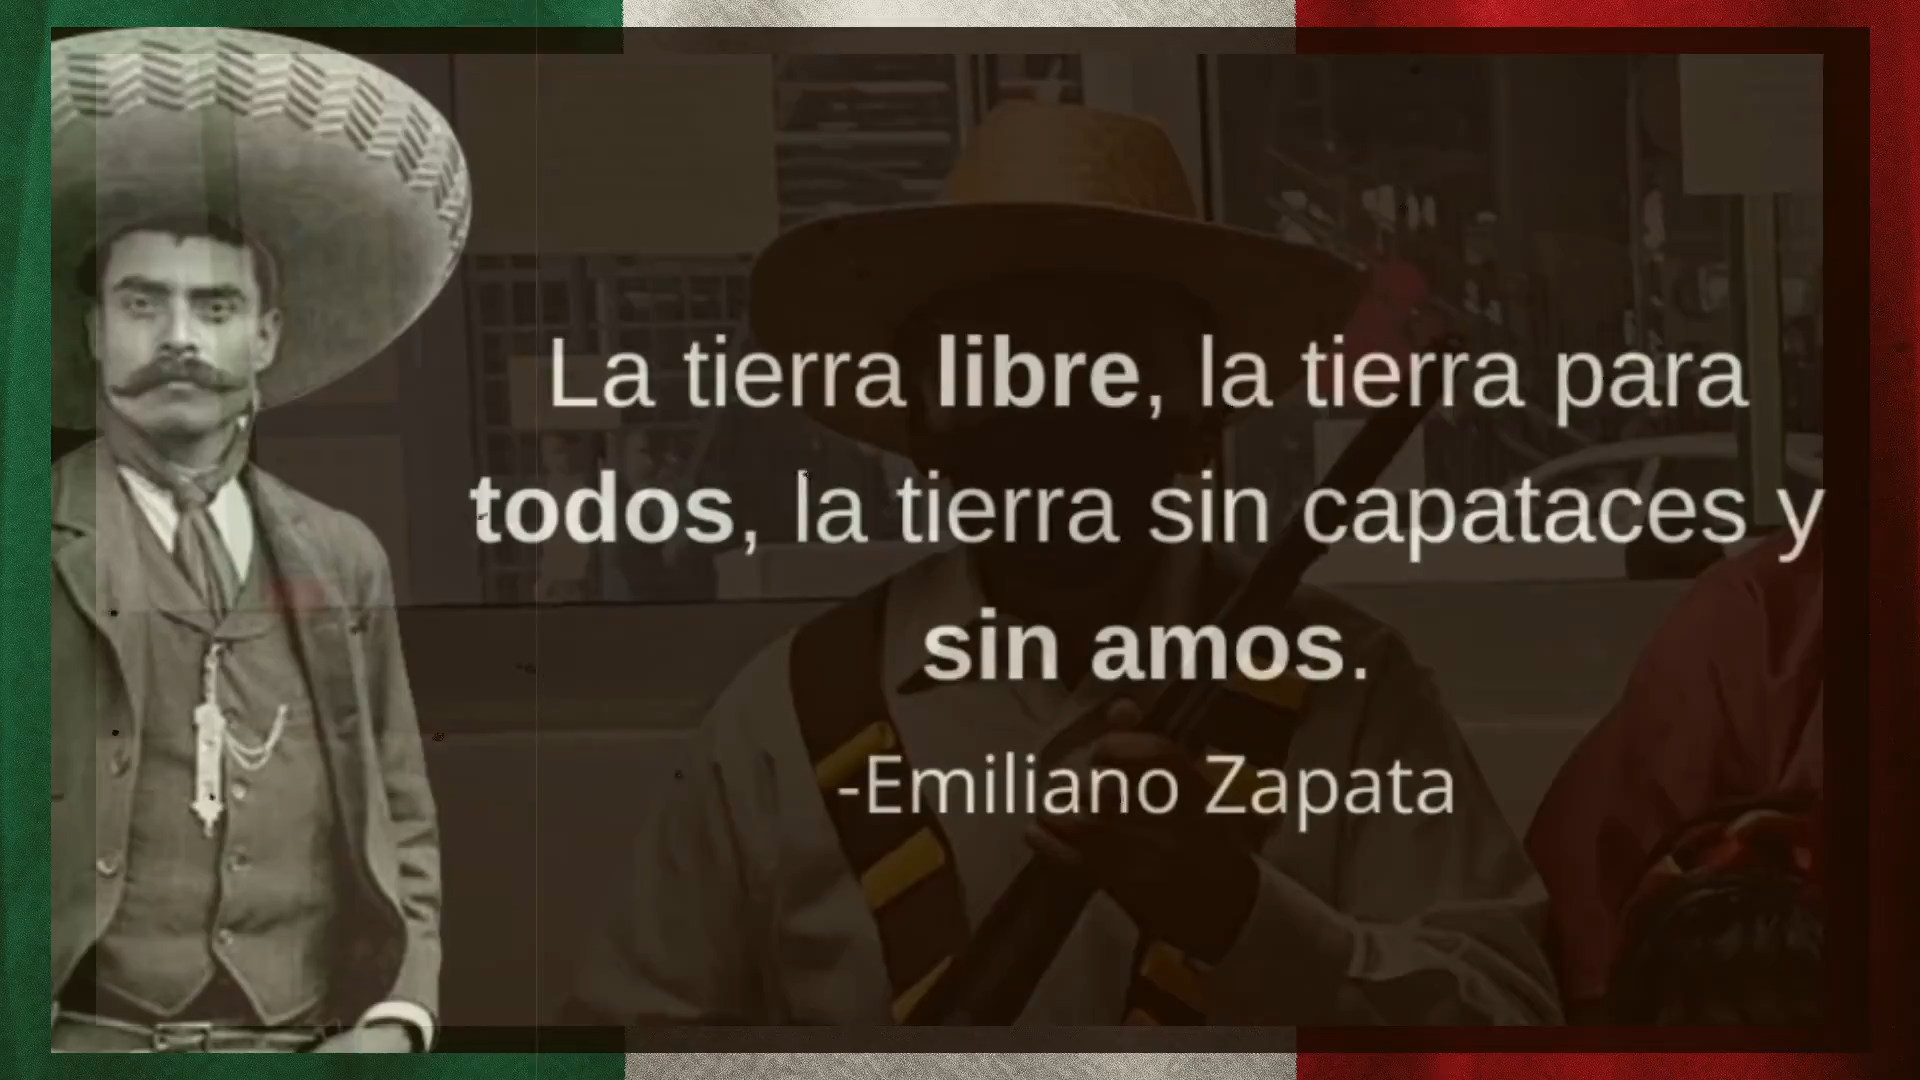 La tierra libre, la tierra para
todos, la tierra sin capataces y
sin amos.
-Emiliano Zapata